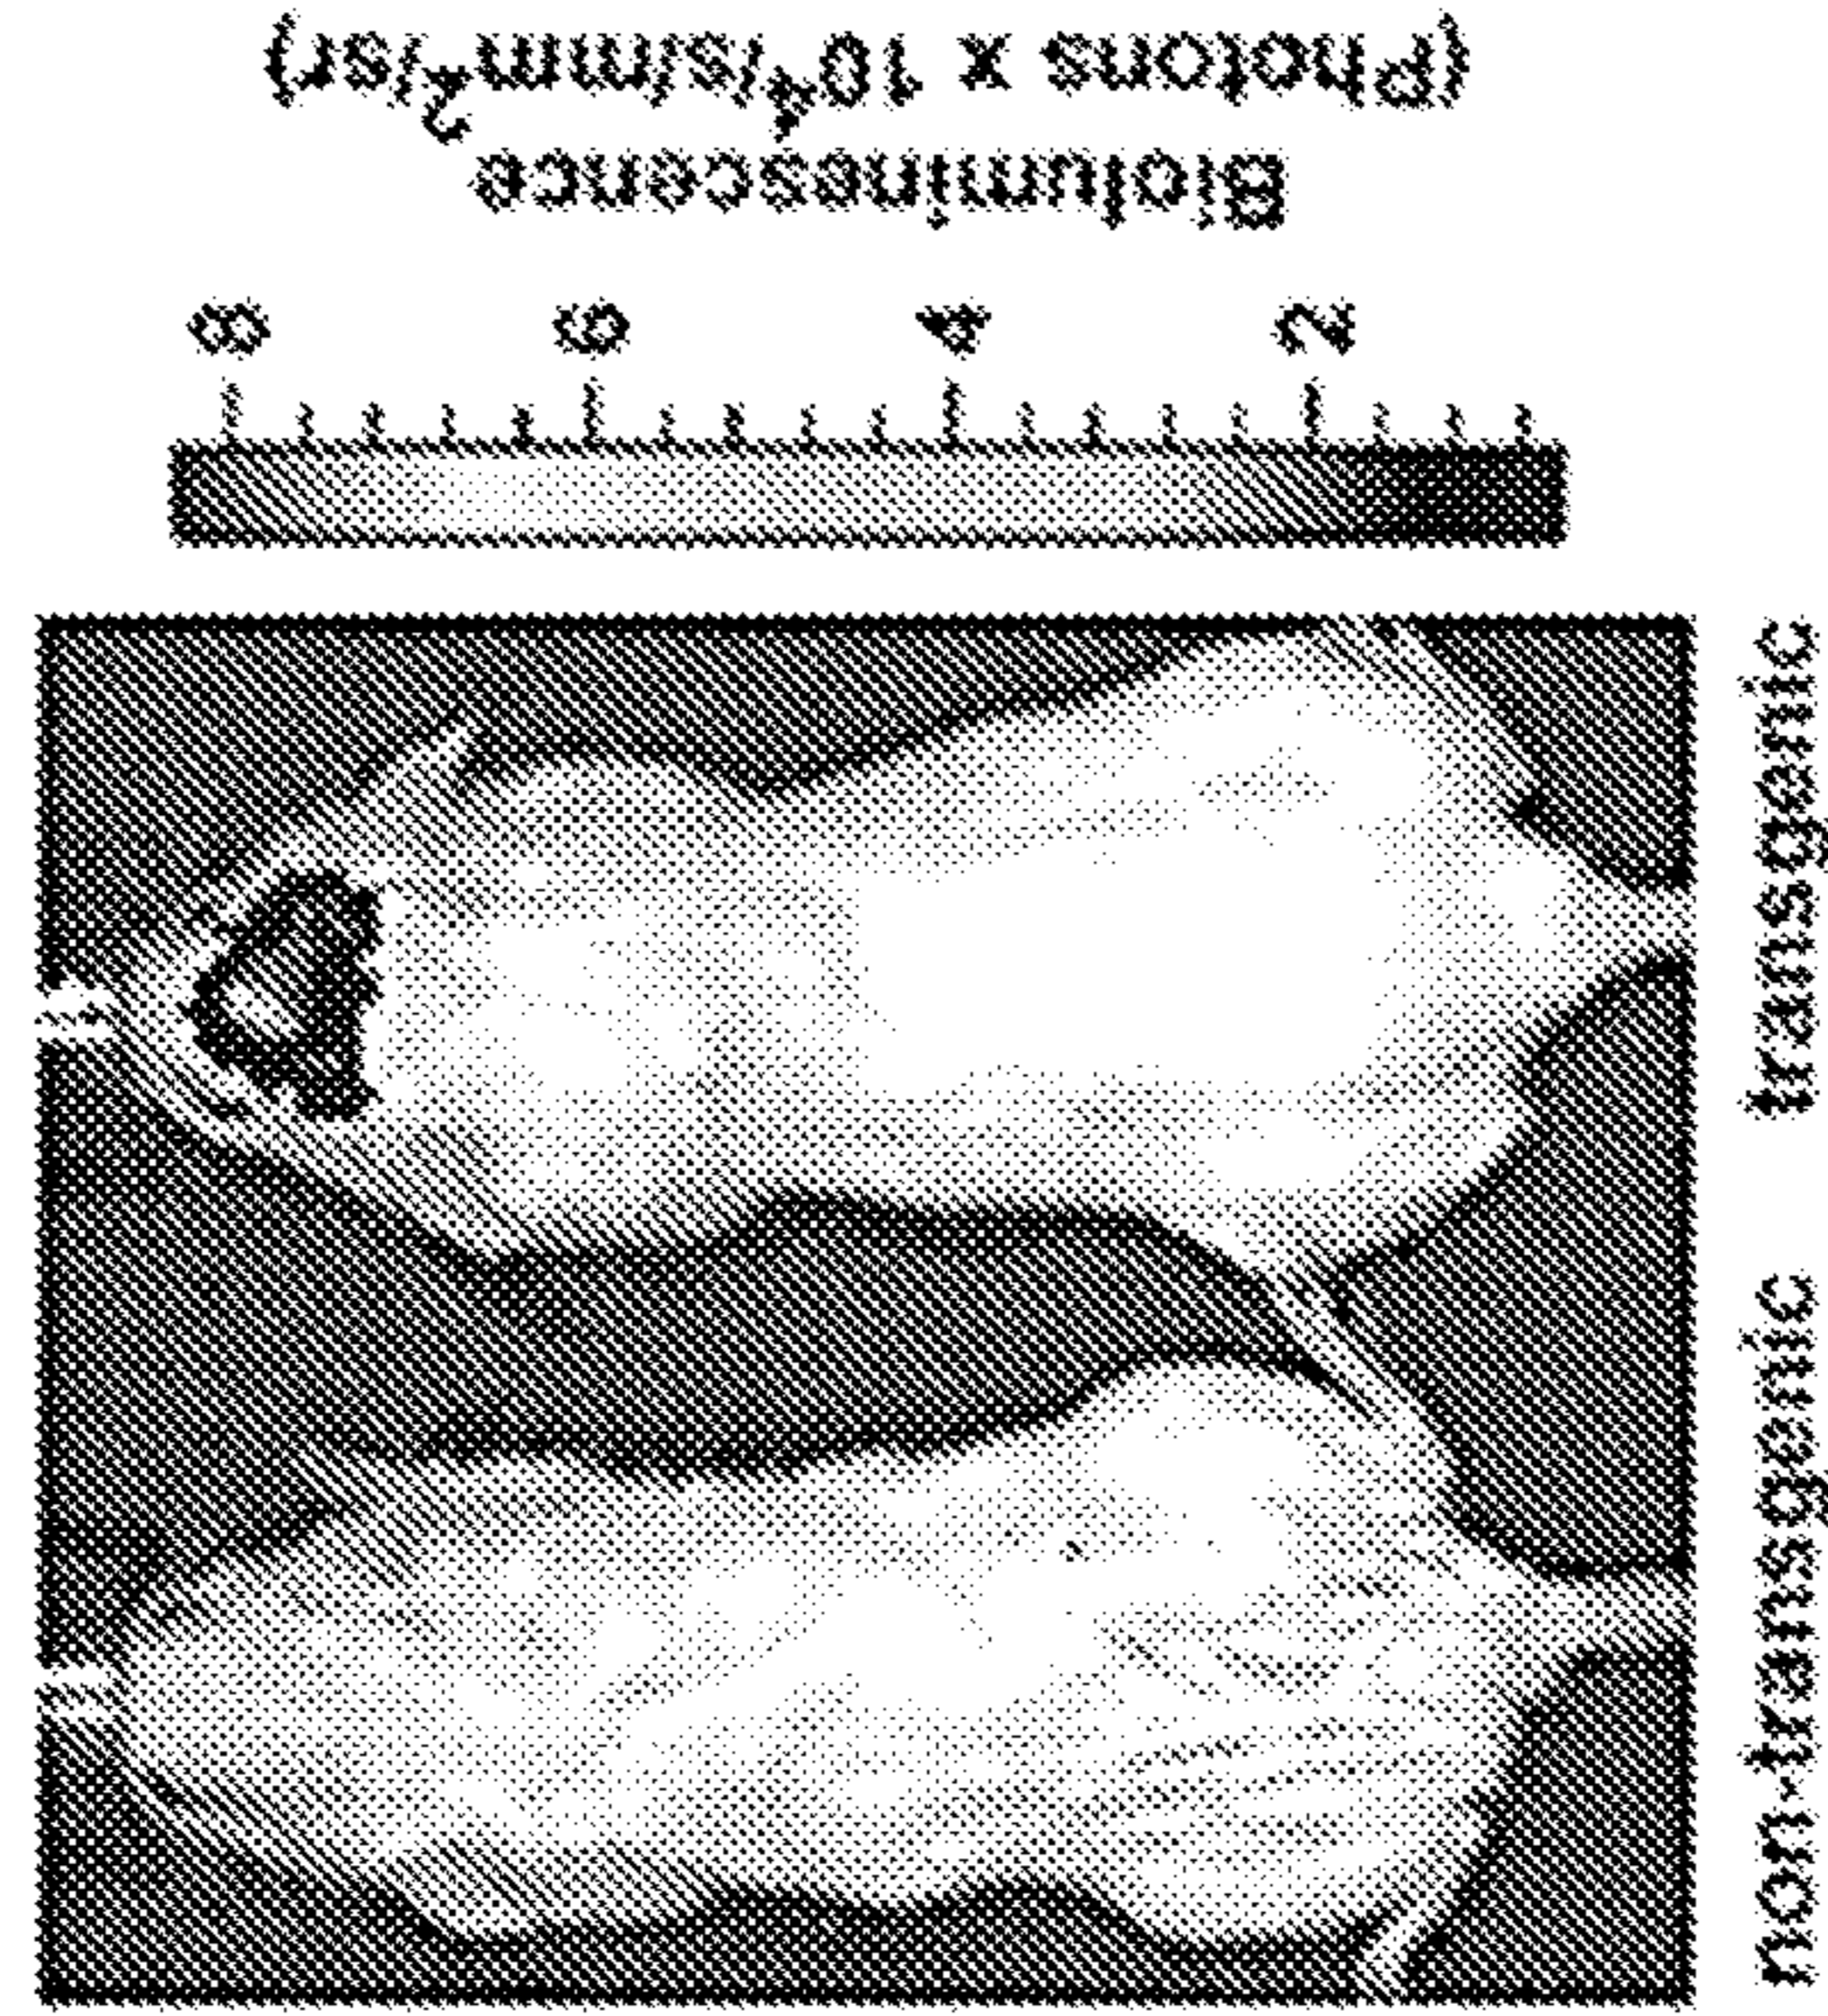 (Photons x 10⁴/s/mm²/sr)
Bioluminescence
8
6
4
2
transgenic
non-transgenic